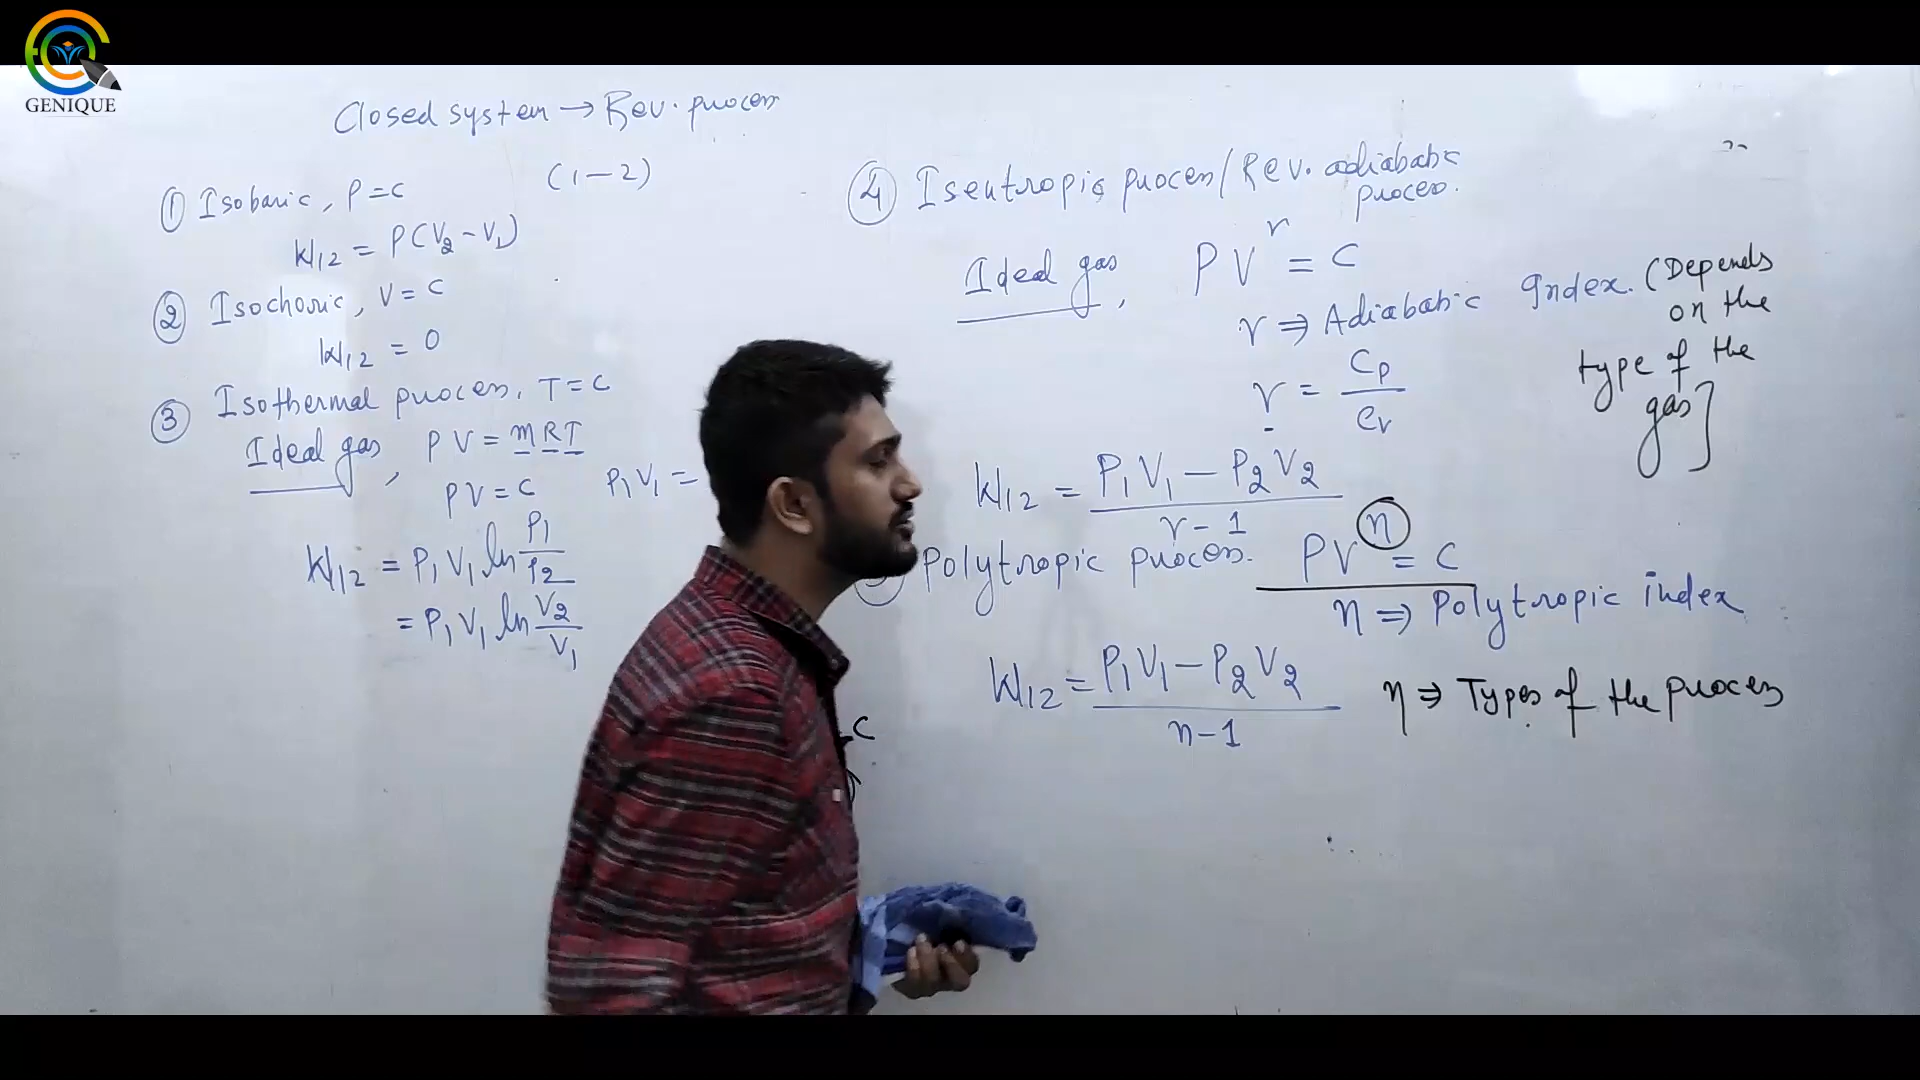 GENIQUE
Closed system → Rev. process
(1-2)
① Isobaric, P=C
W12 = P(V2-V1)
② Isochoric, V=C
W12 = 0
③ Isothermal process, T=C
Ideal gas, PV = mRT
PV = C P1V1 =
W12 = P1V1 ln P1/P2
= P1V1 ln V2/V1
④ Isentropic process/Rev. adiabatic
process.
Ideal gas, PV^γ = C
γ ⇒ Adiabatic Index. (Depends
on the
type of the
gas]
γ = Cp/Cv
W12 = P1V1 - P2V2 / γ-1
Polytropic process. PV^n = C
n ⇒ Polytropic index
W12 = P1V1 - P2V2 / n-1
n ⇒ Types of the process
C